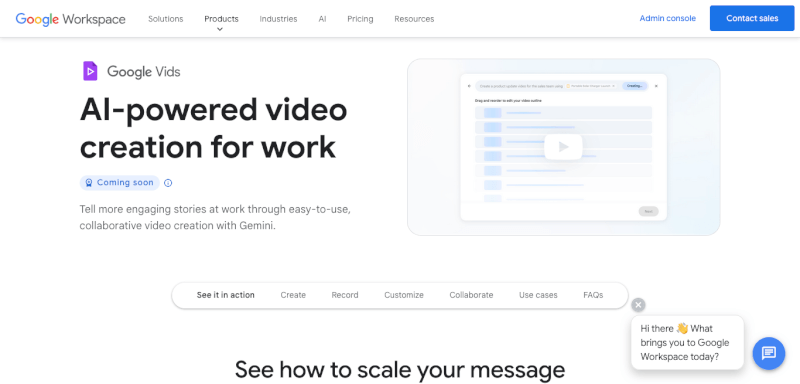 Google Workspace
Solutions
Products
Industries
AI
Pricing
Resources
Admin console
Contact sales
Google Vids
AI-powered video
creation for work
Coming soon
Tell more engaging stories at work through easy-to-use,
collaborative video creation with Gemini.
Creating...
Drag and reorder to edit your video outline
Next
See it in action
Create
Record
Customize
Collaborate
Use cases
FAQs
Hi there 👋 What
brings you to Google
Workspace today?
See how to scale your message